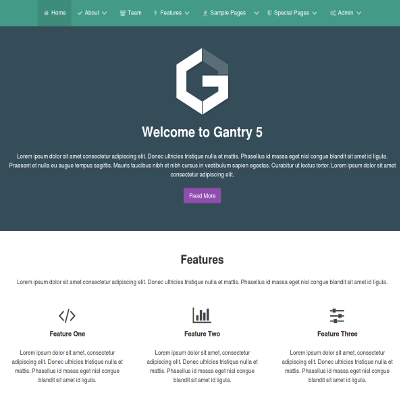 Home About Team Features Sample Pages Special Pages Admin
Welcome to Gantry 5
Lorem ipsum dolor sit amet consectetur adipiscing elit. Donec ultricies tristique nulla et mattis. Phasellus id massa eget nisl congue blandit sit amet id ligula.
Praesent et nulla eu augue tempus sagittis. Mauris faucibus nibh et nibh cursus in vestibulum sapien egestas. Curabitur ut lectus tortor. Lorem ipsum dolor sit amet
consectetur adipiscing elit.
Read More
Features
Lorem ipsum dolor sit amet, consectetur adipiscing elit. Donec ultricies tristique nulla et mattis. Phasellus id massa eget nisl congue blandit sit amet id ligula.
Feature One Feature Two Feature Three
Lorem ipsum dolor sit amet, consectetur Lorem ipsum dolor sit amet, consectetur Lorem ipsum dolor sit amet, consectetur
adipiscing elit. Donec ultricies tristique nulla et adipiscing elit. Donec ultricies tristique nulla et adipiscing elit. Donec ultricies tristique nulla et
mattis. Phasellus id massa eget nisl congue mattis. Phasellus id massa eget nisl congue mattis. Phasellus id massa eget nisl congue
blandit sit amet id ligula. blandit sit amet id ligula. blandit sit amet id ligula.